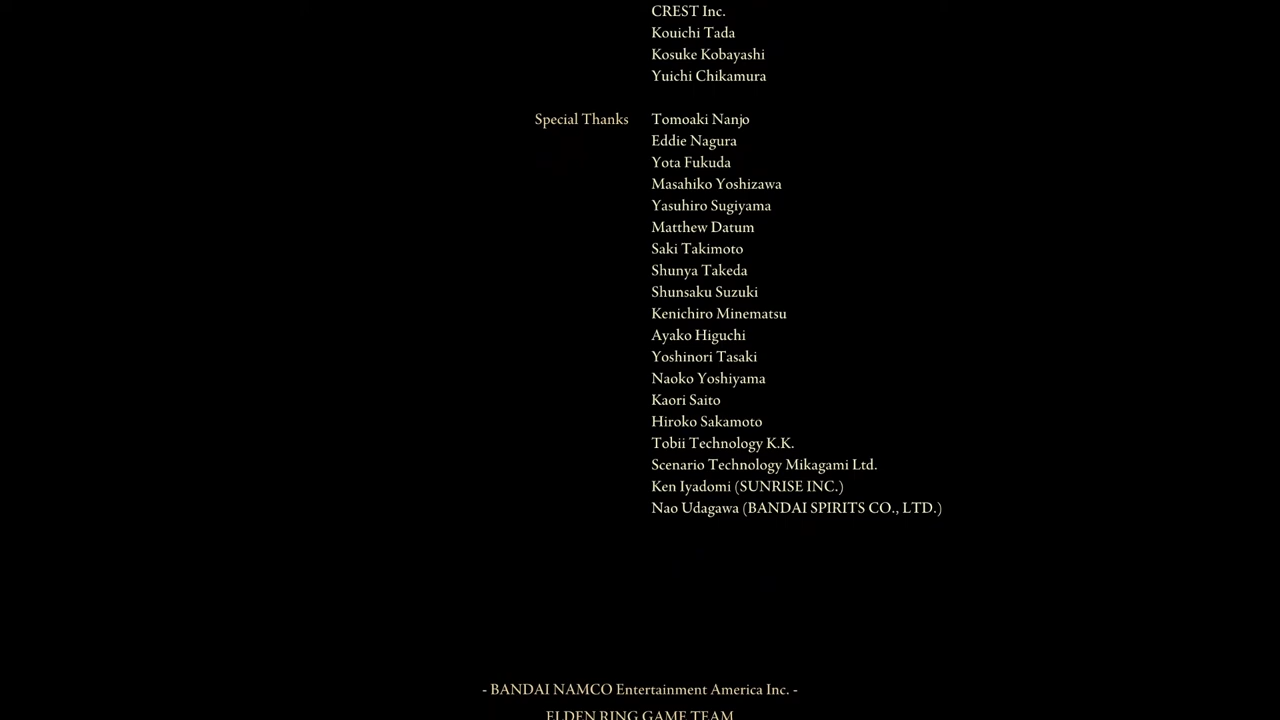 CREST Inc.
Kouichi Tada
Kosuke Kobayashi
Yuichi Chikamura
Special Thanks Tomoaki Nanjo
Eddie Nagura
Yota Fukuda
Masahiko Yoshizawa
Yasuhiro Sugiyama
Matthew Datum
Saki Takimoto
Shunya Takeda
Shunsaku Suzuki
Kenichiro Minematsu
Ayako Higuchi
Yoshinori Tasaki
Naoko Yoshiyama
Kaori Saito
Hiroko Sakamoto
Tobii Technology K.K.
Scenario Technology Mikagami Ltd.
Ken Iyadomi (SUNRISE INC.)
Nao Udagawa (BANDAI SPIRITS CO., LTD.)
- BANDAI NAMCO Entertainment America Inc. -
ELDEN RING GAME TEAM